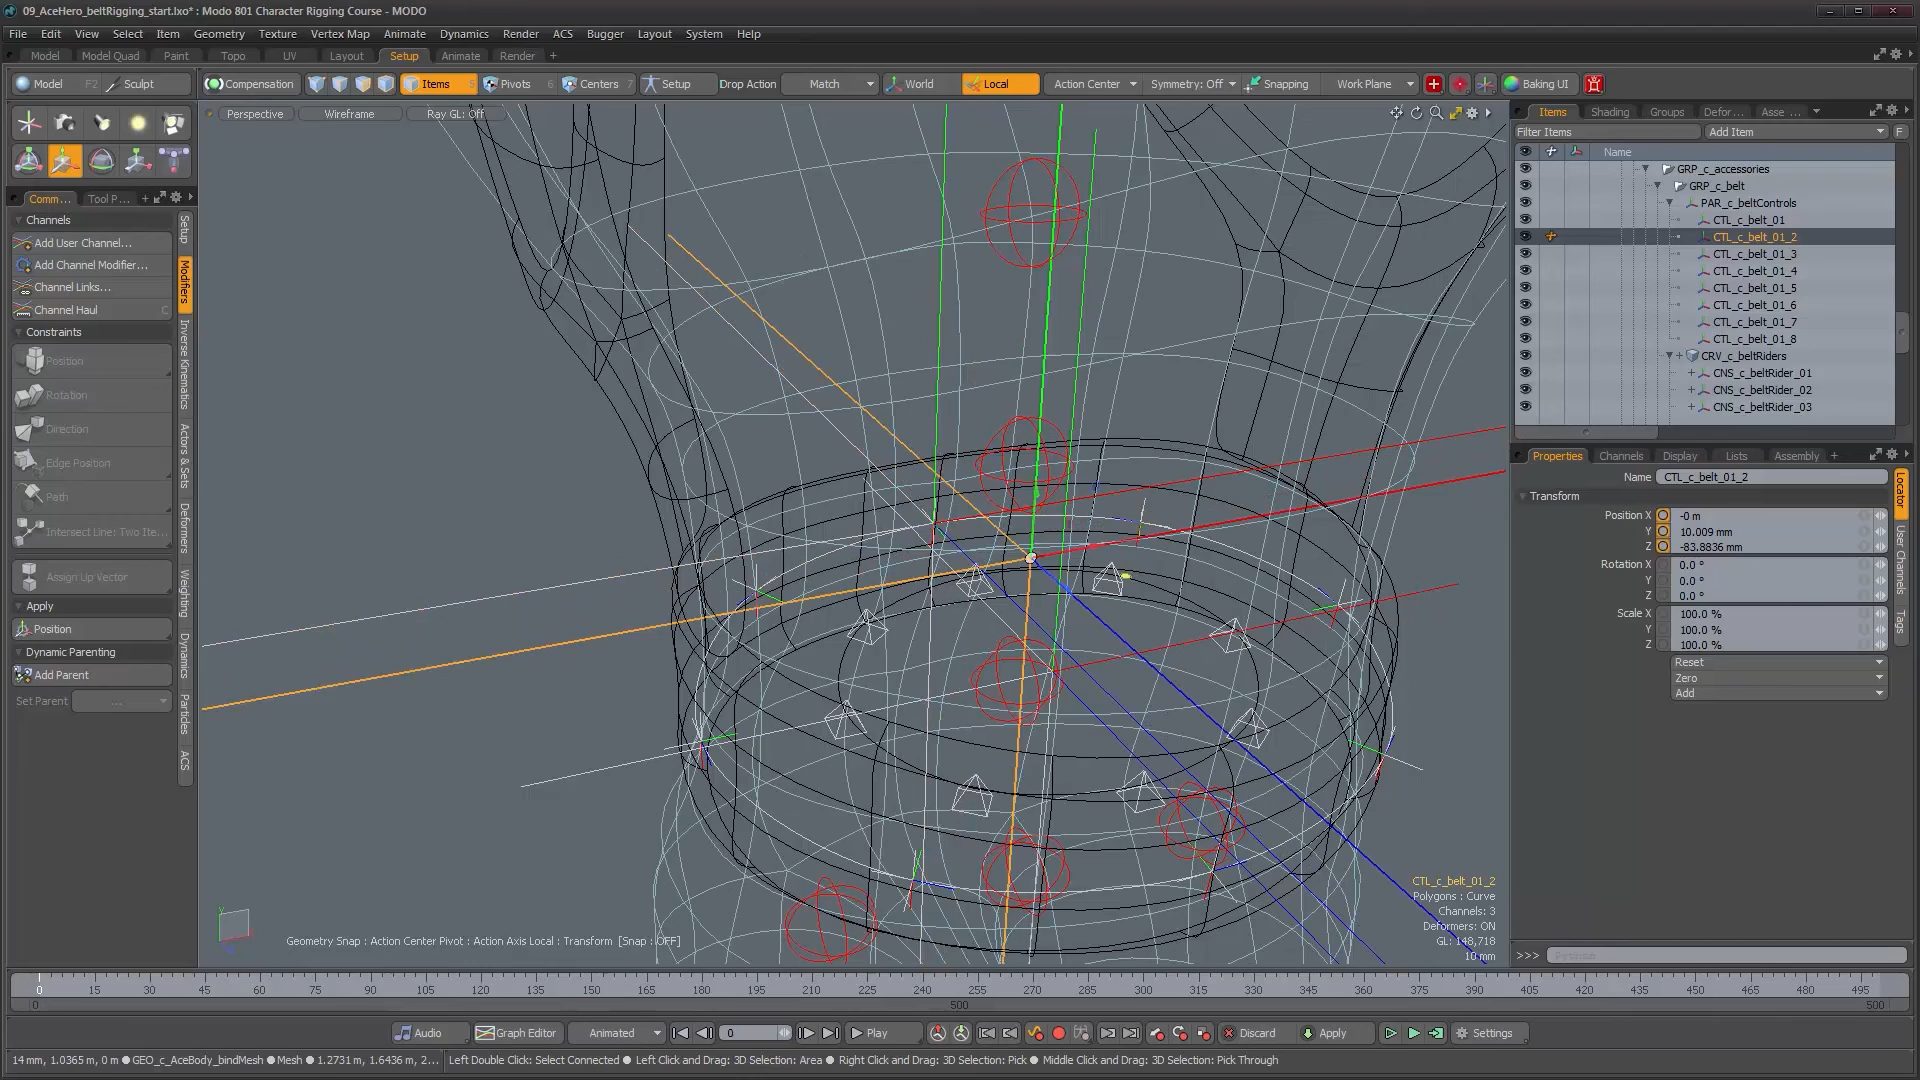 09_AceHero_beltRigging_start.lxo* : Modo 801 Character Rigging Course - MODO
File Edit View Select Item Geometry Texture Vertex Map Animate Dynamics Render ACS Bugger Layout System Help
Model Model Quad Paint Topo UV Layout Setup Animate Render +
Model F2 Sculpt Compensation Items 5 Pivots 6 Centers 7 Setup Drop Action Match World Local Action Center Symmetry: Off Snapping Work Plane Baking UI
Perspective Wireframe Ray GL: Off
Items Shading Groups Defor... Asse ...
Filter Items Add Item F
Name
GRP_c_accessories
GRP_c_belt
PAR_c_beltControls
CTL_c_belt_01
CTL_c_belt_01_2
CTL_c_belt_01_3
CTL_c_belt_01_4
CTL_c_belt_01_5
CTL_c_belt_01_6
CTL_c_belt_01_7
CTL_c_belt_01_8
CRV_c_beltRiders
CNS_c_beltRider_01
CNS_c_beltRider_02
CNS_c_beltRider_03
Comm... Tool P... +
Channels
Add User Channel...
Add Channel Modifier...
Channel Links...
Channel Haul C
Constraints
Position
Rotation
Direction
Edge Position
Path
Intersect Line: Two Ite...
Assign Up Vector
Apply
Position
Dynamic Parenting
Add Parent
Set Parent ...
Setup
Modifiers
Inverse Kinematics
Actors & Sets
Deformers
Weighting
Dynamics
Particles
ACS
Properties Channels Display Lists Assembly +
Name CTL_c_belt_01_2
Transform
Position X -0 m
Y 10.009 mm
Z -83.8836 mm
Rotation X 0.0 °
Y 0.0 °
Z 0.0 °
Scale X 100.0 %
Y 100.0 %
Z 100.0 %
Reset
Zero
Add
Locator
User Channels
Tags
CTL_c_belt_01_2
Polygons : Curve
Channels: 3
Deformers: ON
GL: 148,718
10 mm
Geometry Snap : Action Center Pivot : Action Axis Local : Transform [Snap : OFF]
>>> Python
0 15 30 45 60 75 90 105 120 135 150 165 180 195 210 225 240 255 270 285 300 315 330 345 360 375 390 405 420 435 450 465 480 495
0 500 500
Audio Graph Editor Animated 0 Play Discard Apply Settings
14 mm, 1.0365 m, 0 m ● GEO_c_AceBody_bindMesh ● Mesh ● 1.2731 m, 1.6436 m, 2... Left Double Click: Select Connected ● Left Click and Drag: 3D Selection: Area ● Right Click and Drag: 3D Selection: Pick ● Middle Click and Drag: 3D Selection: Pick Through